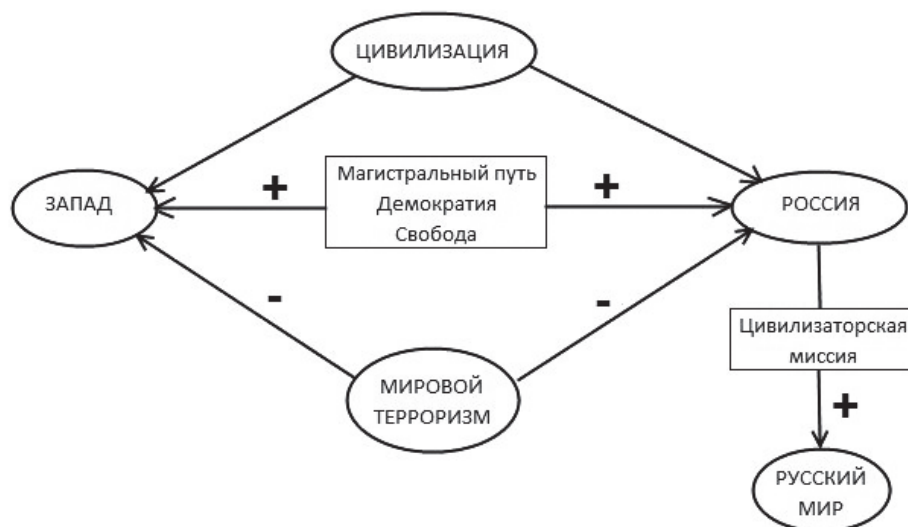 ЦИВИЛИЗАЦИЯ
ЗАПАД
+
Магистральный путь
Демократия
Свобода
+
РОССИЯ
-
-
Цивилизаторская
миссия
МИРОВОЙ
ТЕРРОРИЗМ
+
РУССКИЙ
МИР